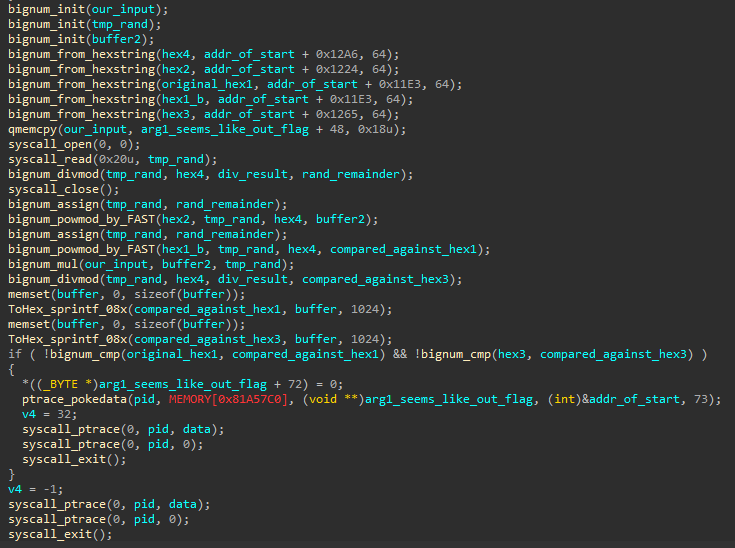 bignum_init(our_input);
bignum_init(tmp_rand);
bignum_init(buffer2);
bignum_from_hexstring(hex4, addr_of_start + 0x12A6, 64);
bignum_from_hexstring(hex2, addr_of_start + 0x1224, 64);
bignum_from_hexstring(original_hex1, addr_of_start + 0x11E3, 64);
bignum_from_hexstring(hex1_b, addr_of_start + 0x11E3, 64);
bignum_from_hexstring(hex3, addr_of_start + 0x1265, 64);
qmemcpy(our_input, arg1_seems_like_out_flag + 48, 0x18u);
syscall_open(0, 0);
syscall_read(0x20u, tmp_rand);
bignum_divmod(tmp_rand, hex4, div_result, rand_remainder);
syscall_close();
bignum_assign(tmp_rand, rand_remainder);
bignum_powmod_by_FAST(hex2, tmp_rand, hex4, buffer2);
bignum_assign(tmp_rand, rand_remainder);
bignum_powmod_by_FAST(hex1_b, tmp_rand, hex4, compared_against_hex1);
bignum_mul(our_input, buffer2, tmp_rand);
bignum_divmod(tmp_rand, hex4, div_result, compared_against_hex3);
memset(buffer, 0, sizeof(buffer));
ToHex_sprintf_08x(compared_against_hex1, buffer, 1024);
memset(buffer, 0, sizeof(buffer));
ToHex_sprintf_08x(compared_against_hex3, buffer, 1024);
if ( !bignum_cmp(original_hex1, compared_against_hex1) && !bignum_cmp(hex3, compared_against_hex3) )
{
*((_BYTE *)arg1_seems_like_out_flag + 72) = 0;
ptrace_pokedata(pid, MEMORY[0x81A57C0], (void **)arg1_seems_like_out_flag, (int)&addr_of_start, 73);
v4 = 32;
syscall_ptrace(0, pid, data);
syscall_ptrace(0, pid, 0);
syscall_exit();
}
v4 = -1;
syscall_ptrace(0, pid, data);
syscall_ptrace(0, pid, 0);
syscall_exit();